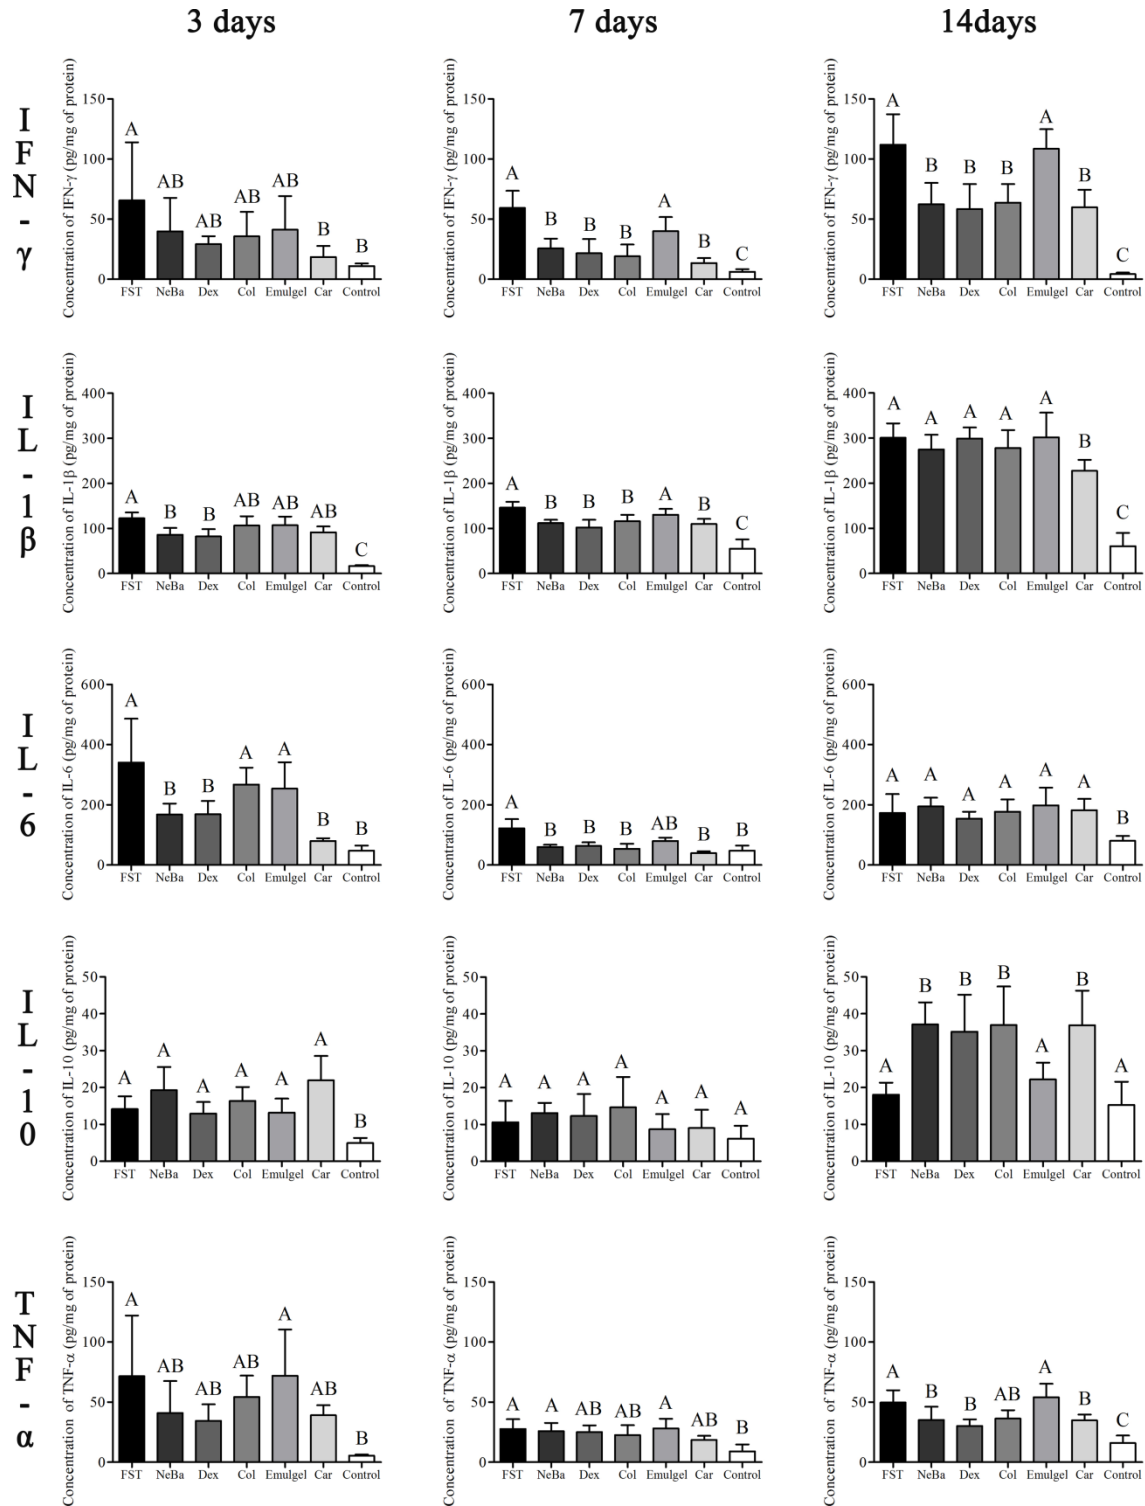 3 days
7 days
14days
IFN-γ
Concentration of IFN-γ (pg/mg of protein)
150
100
50
0
A
AB
AB
AB
AB
B
B
FST
NeBa
Dex
Col
Emulgel
Car
Control
Concentration of IFN-γ (pg/mg of protein)
150
100
50
0
A
B
B
B
A
B
C
FST
NeBa
Dex
Col
Emulgel
Car
Control
Concentration of IFN-γ (pg/mg of protein)
150
100
50
0
A
B
B
B
A
B
C
FST
NeBa
Dex
Col
Emulgel
Car
Control
IL-1β
Concentration of IL-1β (pg/mg of protein)
400
300
200
100
0
A
B
B
AB
AB
AB
C
FST
NeBa
Dex
Col
Emulgel
Car
Control
Concentration of IL-1β (pg/mg of protein)
400
300
200
100
0
A
B
B
B
A
B
C
FST
NeBa
Dex
Col
Emulgel
Car
Control
Concentration of IL-1β (pg/mg of protein)
400
300
200
100
0
A
A
A
A
A
B
C
FST
NeBa
Dex
Col
Emulgel
Car
Control
IL-6
Concentration of IL-6 (pg/mg of protein)
600
400
200
0
A
B
B
A
A
B
B
FST
NeBa
Dex
Col
Emulgel
Car
Control
Concentration of IL-6 (pg/mg of protein)
600
400
200
0
A
B
B
B
AB
B
B
FST
NeBa
Dex
Col
Emulgel
Car
Control
Concentration of IL-6 (pg/mg of protein)
600
400
200
0
A
A
A
A
A
A
B
FST
NeBa
Dex
Col
Emulgel
Car
Control
IL-10
Concentration of IL-10 (pg/mg of protein)
50
40
30
20
10
0
A
A
A
A
A
A
B
FST
NeBa
Dex
Col
Emulgel
Car
Control
Concentration of IL-10 (pg/mg of protein)
50
40
30
20
10
0
A
A
A
A
A
A
A
FST
NeBa
Dex
Col
Emulgel
Car
Control
Concentration of IL-10 (pg/mg of protein)
50
40
30
20
10
0
A
B
B
B
A
B
A
FST
NeBa
Dex
Col
Emulgel
Car
Control
TNF-α
Concentration of TNF-α (pg/mg of protein)
150
100
50
0
A
AB
AB
AB
A
AB
B
FST
NeBa
Dex
Col
Emulgel
Car
Control
Concentration of TNF-α (pg/mg of protein)
150
100
50
0
A
A
AB
AB
A
AB
B
FST
NeBa
Dex
Col
Emulgel
Car
Control
Concentration of TNF-α (pg/mg of protein)
150
100
50
0
A
B
B
AB
A
B
C
FST
NeBa
Dex
Col
Emulgel
Car
Control